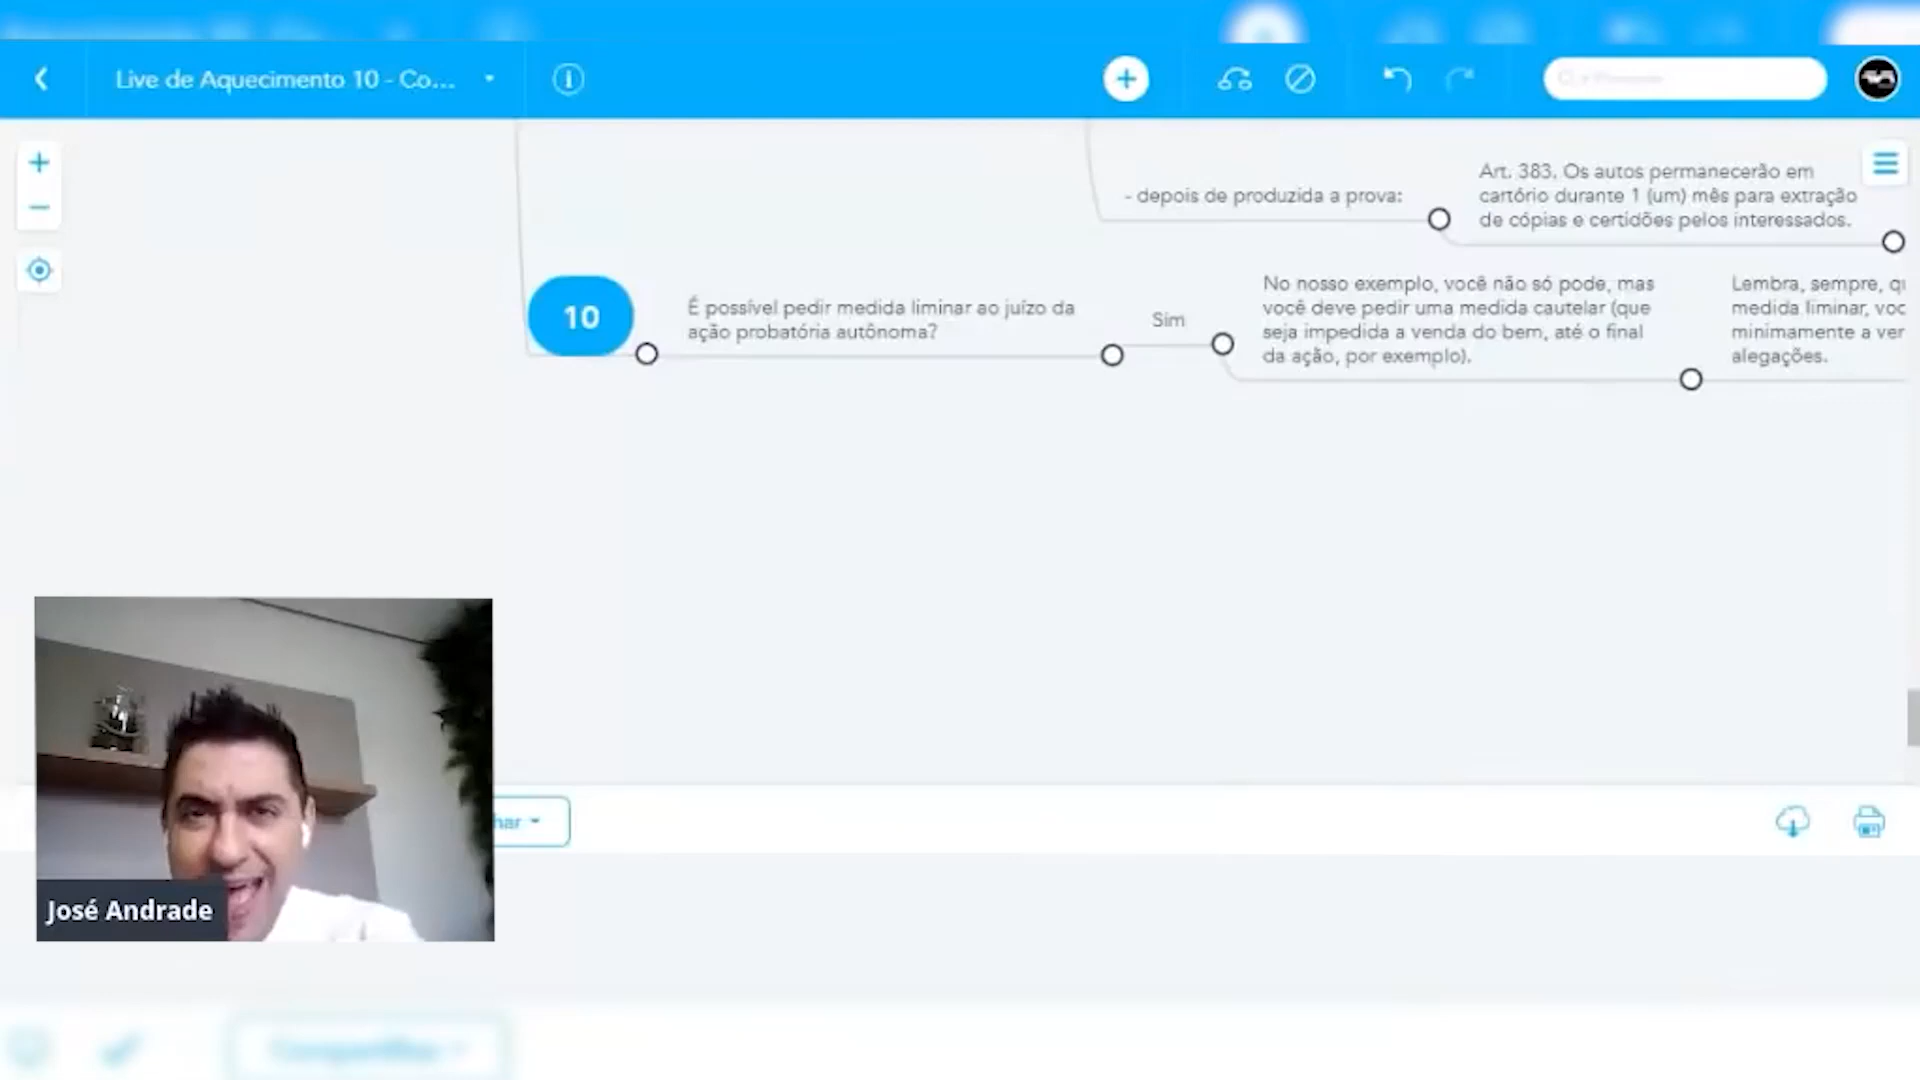 Live de Aquecimento 10 - Co...
- depois de produzida a prova:
Art. 383. Os autos permanecerão em
cartório durante 1 (um) mês para extração
de cópias e certidões pelos interessados.
10
É possível pedir medida liminar ao juízo da
ação probatória autônoma?
Sim
No nosso exemplo, você não só pode, mas
você deve pedir uma medida cautelar (que
seja impedida a venda do bem, até o final
da ação, por exemplo).
Lembra, sempre, q
medida liminar, voc
minimamente a ver
alegações.
har
José Andrade